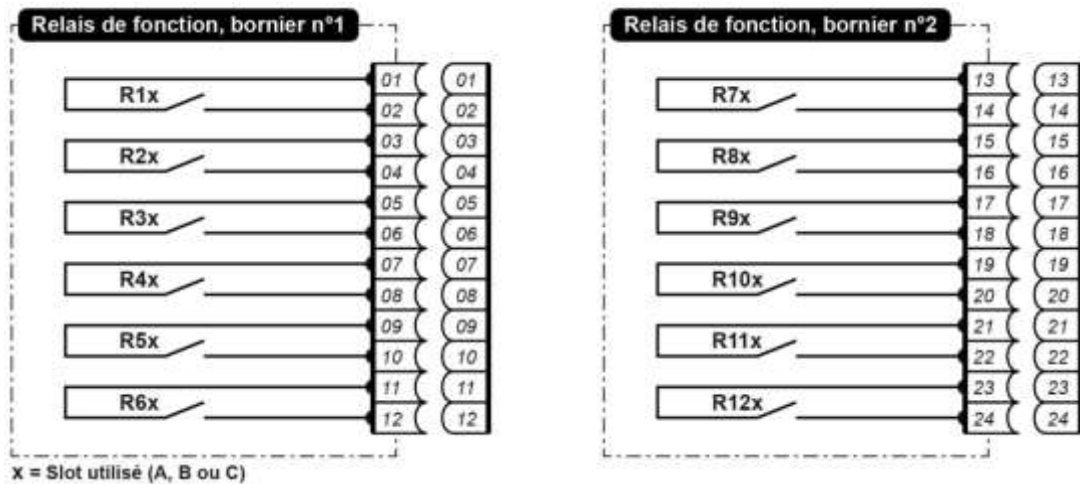 Relais de fonction, bornier n°1
R1x
01 01
02 02
R2x
03 03
04 04
R3x
05 05
06 06
R4x
07 07
08 08
R5x
09 09
10 10
R6x
11 11
12 12
x = Slot utilisé (A, B ou C)
Relais de fonction, bornier n°2
R7x
13 13
14 14
R8x
15 15
16 16
R9x
17 17
18 18
R10x
19 19
20 20
R11x
21 21
22 22
R12x
23 23
24 24